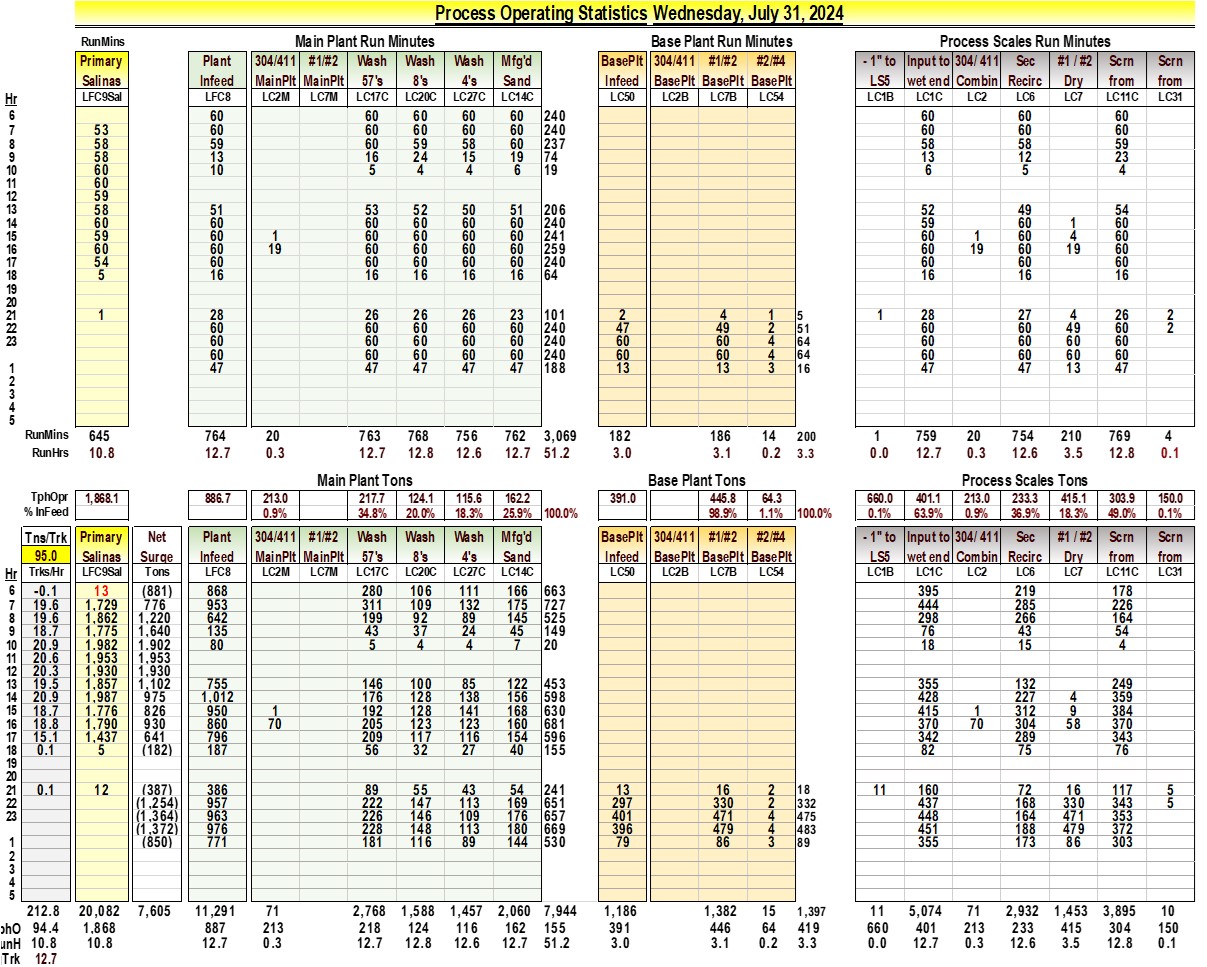 Process Operating Statistics Wednesday, July 31, 2024
RunMins Main Plant Run Minutes Base Plant Run Minutes Process Scales Run Minutes
Primary Plant 304/411 #1/#2 Wash Wash Wash Mfg'd BasePlt 304/411 #1/#2 #2/#4 - 1" to Input to 304/ 411 Sec #1 / #2 Scrn Scrn
Salinas Infeed MainPlt MainPlt 57's 8's 4's Sand Infeed BasePlt BasePlt BasePlt LS5 wet end Combin Recirc Dry from from
Hr LFC9Sal LFC8 LC2M LC7M LC17C LC20C LC27C LC14C LC50 LC2B LC7B LC54 LC1B LC1C LC2 LC6 LC7 LC11C LC31
6 60 60 60 60 60 240 60 60 60
7 53 60 60 60 60 60 240 60 60 60
8 58 59 60 59 58 60 237 58 58 59
9 58 13 16 24 15 19 74 13 12 23
10 60 10 5 4 4 6 19 6 5 4
11 60
12 59
13 58 51 53 52 50 51 206 52 49 54
14 60 60 60 60 60 60 240 59 60 1 60
15 59 60 1 60 60 60 60 241 60 1 60 4 60
16 60 60 19 60 60 60 60 259 60 19 60 19 60
17 54 60 60 60 60 60 240 60 60 60
18 5 16 16 16 16 16 64 16 16 16
19
20
21 1 28 26 26 26 23 101 2 4 1 5 1 28 27 4 26 2
22 60 60 60 60 60 240 47 49 2 51 60 60 49 60 2
23 60 60 60 60 60 240 60 60 4 64 60 60 60 60
60 60 60 60 60 240 60 60 4 64 60 60 60 60
1 47 47 47 47 47 188 13 13 3 16 47 47 13 47
2
3
4
5
RunMins 645 764 20 763 768 756 762 3,069 182 186 14 200 1 759 20 754 210 769 4
RunHrs 10.8 12.7 0.3 12.7 12.8 12.6 12.7 51.2 3.0 3.1 0.2 3.3 0.0 12.7 0.3 12.6 3.5 12.8 0.1
Main Plant Tons Base Plant Tons Process Scales Tons
TphOpr 1,868.1 886.7 213.0 217.7 124.1 115.6 162.2 391.0 445.8 64.3 660.0 401.1 213.0 233.3 415.1 303.9 150.0
% InFeed 0.9% 34.8% 20.0% 18.3% 25.9% 100.0% 98.9% 1.1% 100.0% 0.1% 63.9% 0.9% 36.9% 18.3% 49.0% 0.1%
Tns/Trk Primary Net Plant 304/411 #1/#2 Wash Wash Wash Mfg'd BasePlt 304/411 #1/#2 #2/#4 - 1" to Input to 304/ 411 Sec #1 / #2 Scrn Scrn
95.0 Salinas Surge Infeed MainPlt MainPlt 57's 8's 4's Sand Infeed BasePlt BasePlt BasePlt LS5 wet end Combin Recirc Dry from from
Hr Trks/Hr LFC9Sal Tons LFC8 LC2M LC7M LC17C LC20C LC27C LC14C LC50 LC2B LC7B LC54 LC1B LC1C LC2 LC6 LC7 LC11C LC31
6 -0.1 13 (881) 868 280 106 111 166 663 395 219 178
7 19.6 1,729 776 953 311 109 132 175 727 444 285 226
8 19.6 1,862 1,220 642 199 92 89 145 525 298 266 164
9 18.7 1,775 1,640 135 43 37 24 45 149 76 43 54
10 20.9 1,982 1,902 80 5 4 4 7 20 18 15 4
11 20.6 1,953 1,953
12 20.3 1,930 1,930
13 19.5 1,857 1,102 755 146 100 85 122 453 355 132 249
14 20.9 1,987 975 1,012 176 128 138 156 598 428 227 4 359
15 18.7 1,776 826 950 1 192 128 141 168 630 415 1 312 9 384
16 18.8 1,790 930 860 70 205 123 123 160 681 370 70 304 58 370
17 15.1 1,437 641 796 209 117 116 154 596 342 289 343
18 0.1 5 (182) 187 56 32 27 40 155 82 75 76
19
20
21 0.1 12 (387) 386 89 55 43 54 241 13 16 2 18 11 160 72 16 117 5
22 (1,254) 957 222 147 113 169 651 297 330 2 332 437 168 330 343 5
23 (1,364) 963 226 146 109 176 657 401 471 4 475 448 164 471 353
(1,372) 976 228 148 113 180 669 396 479 4 483 451 188 479 372
1 (850) 771 181 116 89 144 530 79 86 3 89 355 173 86 303
2
3
4
5
212.8 20,082 7,605 11,291 71 2,768 1,588 1,457 2,060 7,944 1,186 1,382 15 1,397 11 5,074 71 2,932 1,453 3,895 10
phO 94.4 1,868 887 213 218 124 116 162 155 391 446 64 419 660 401 213 233 415 304 150
unH 10.8 10.8 12.7 0.3 12.7 12.8 12.6 12.7 51.2 3.0 3.1 0.2 3.3 0.0 12.7 0.3 12.6 3.5 12.8 0.1
Trk 12.7